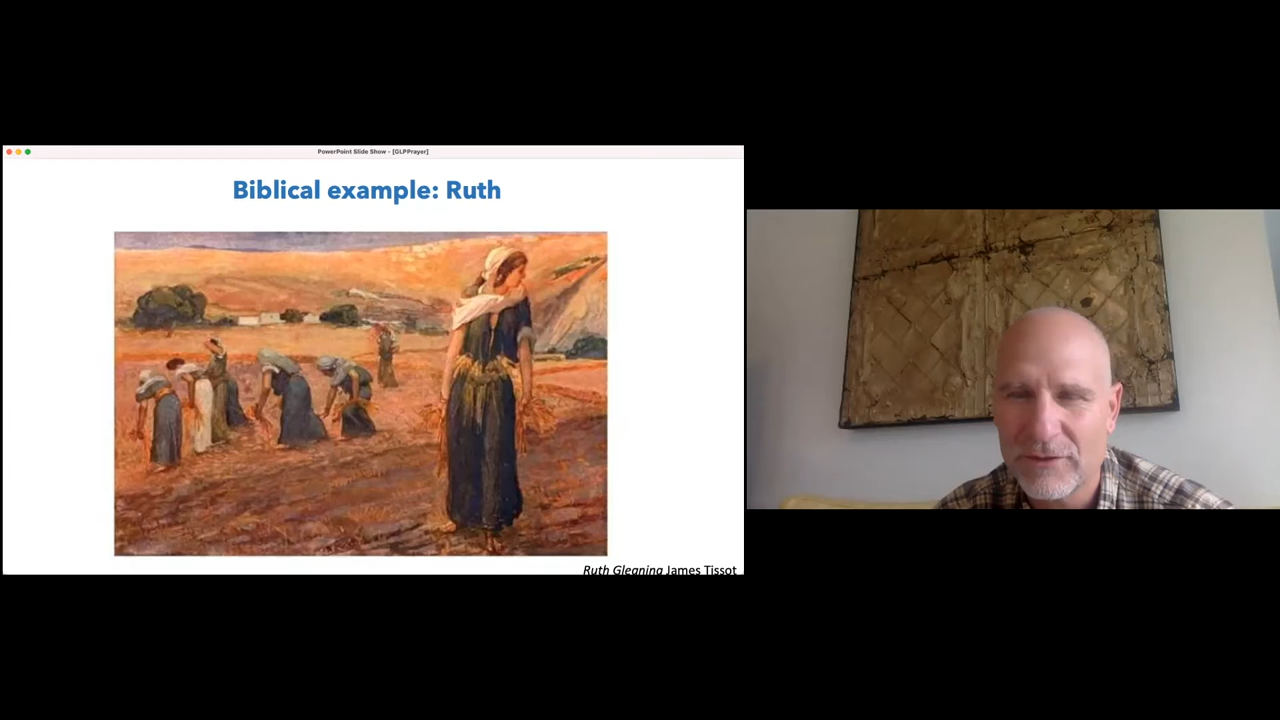 PowerPoint Slide Show - [GLPPrayer]
Biblical example: Ruth
Ruth Gleaning James Tissot